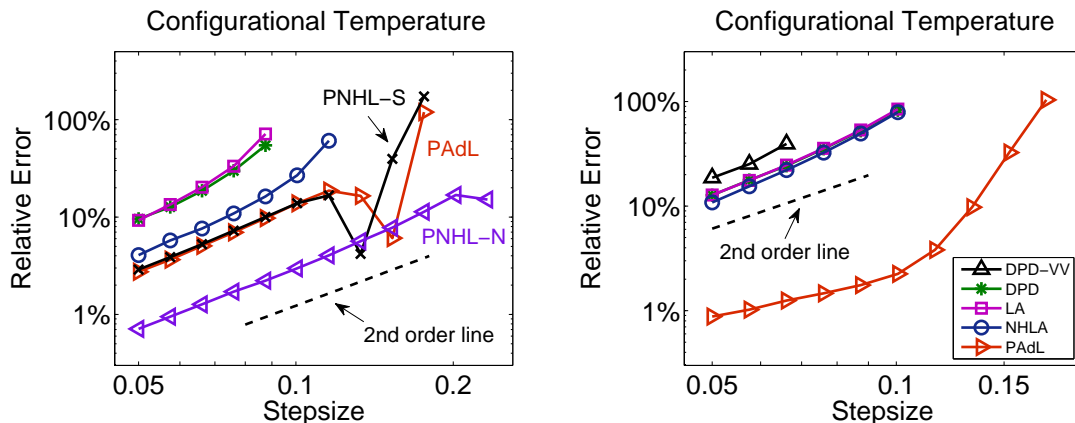 Configurational Temperature
Relative Error
100%
10%
1%
PNHL-S
PAdL
PNHL-N
2nd order line
0.05
0.1
0.2
Stepsize
Configurational Temperature
Relative Error
100%
10%
1%
2nd order line
DPD-VV
DPD
LA
NHLA
PAdL
0.05
0.1
0.15
Stepsize